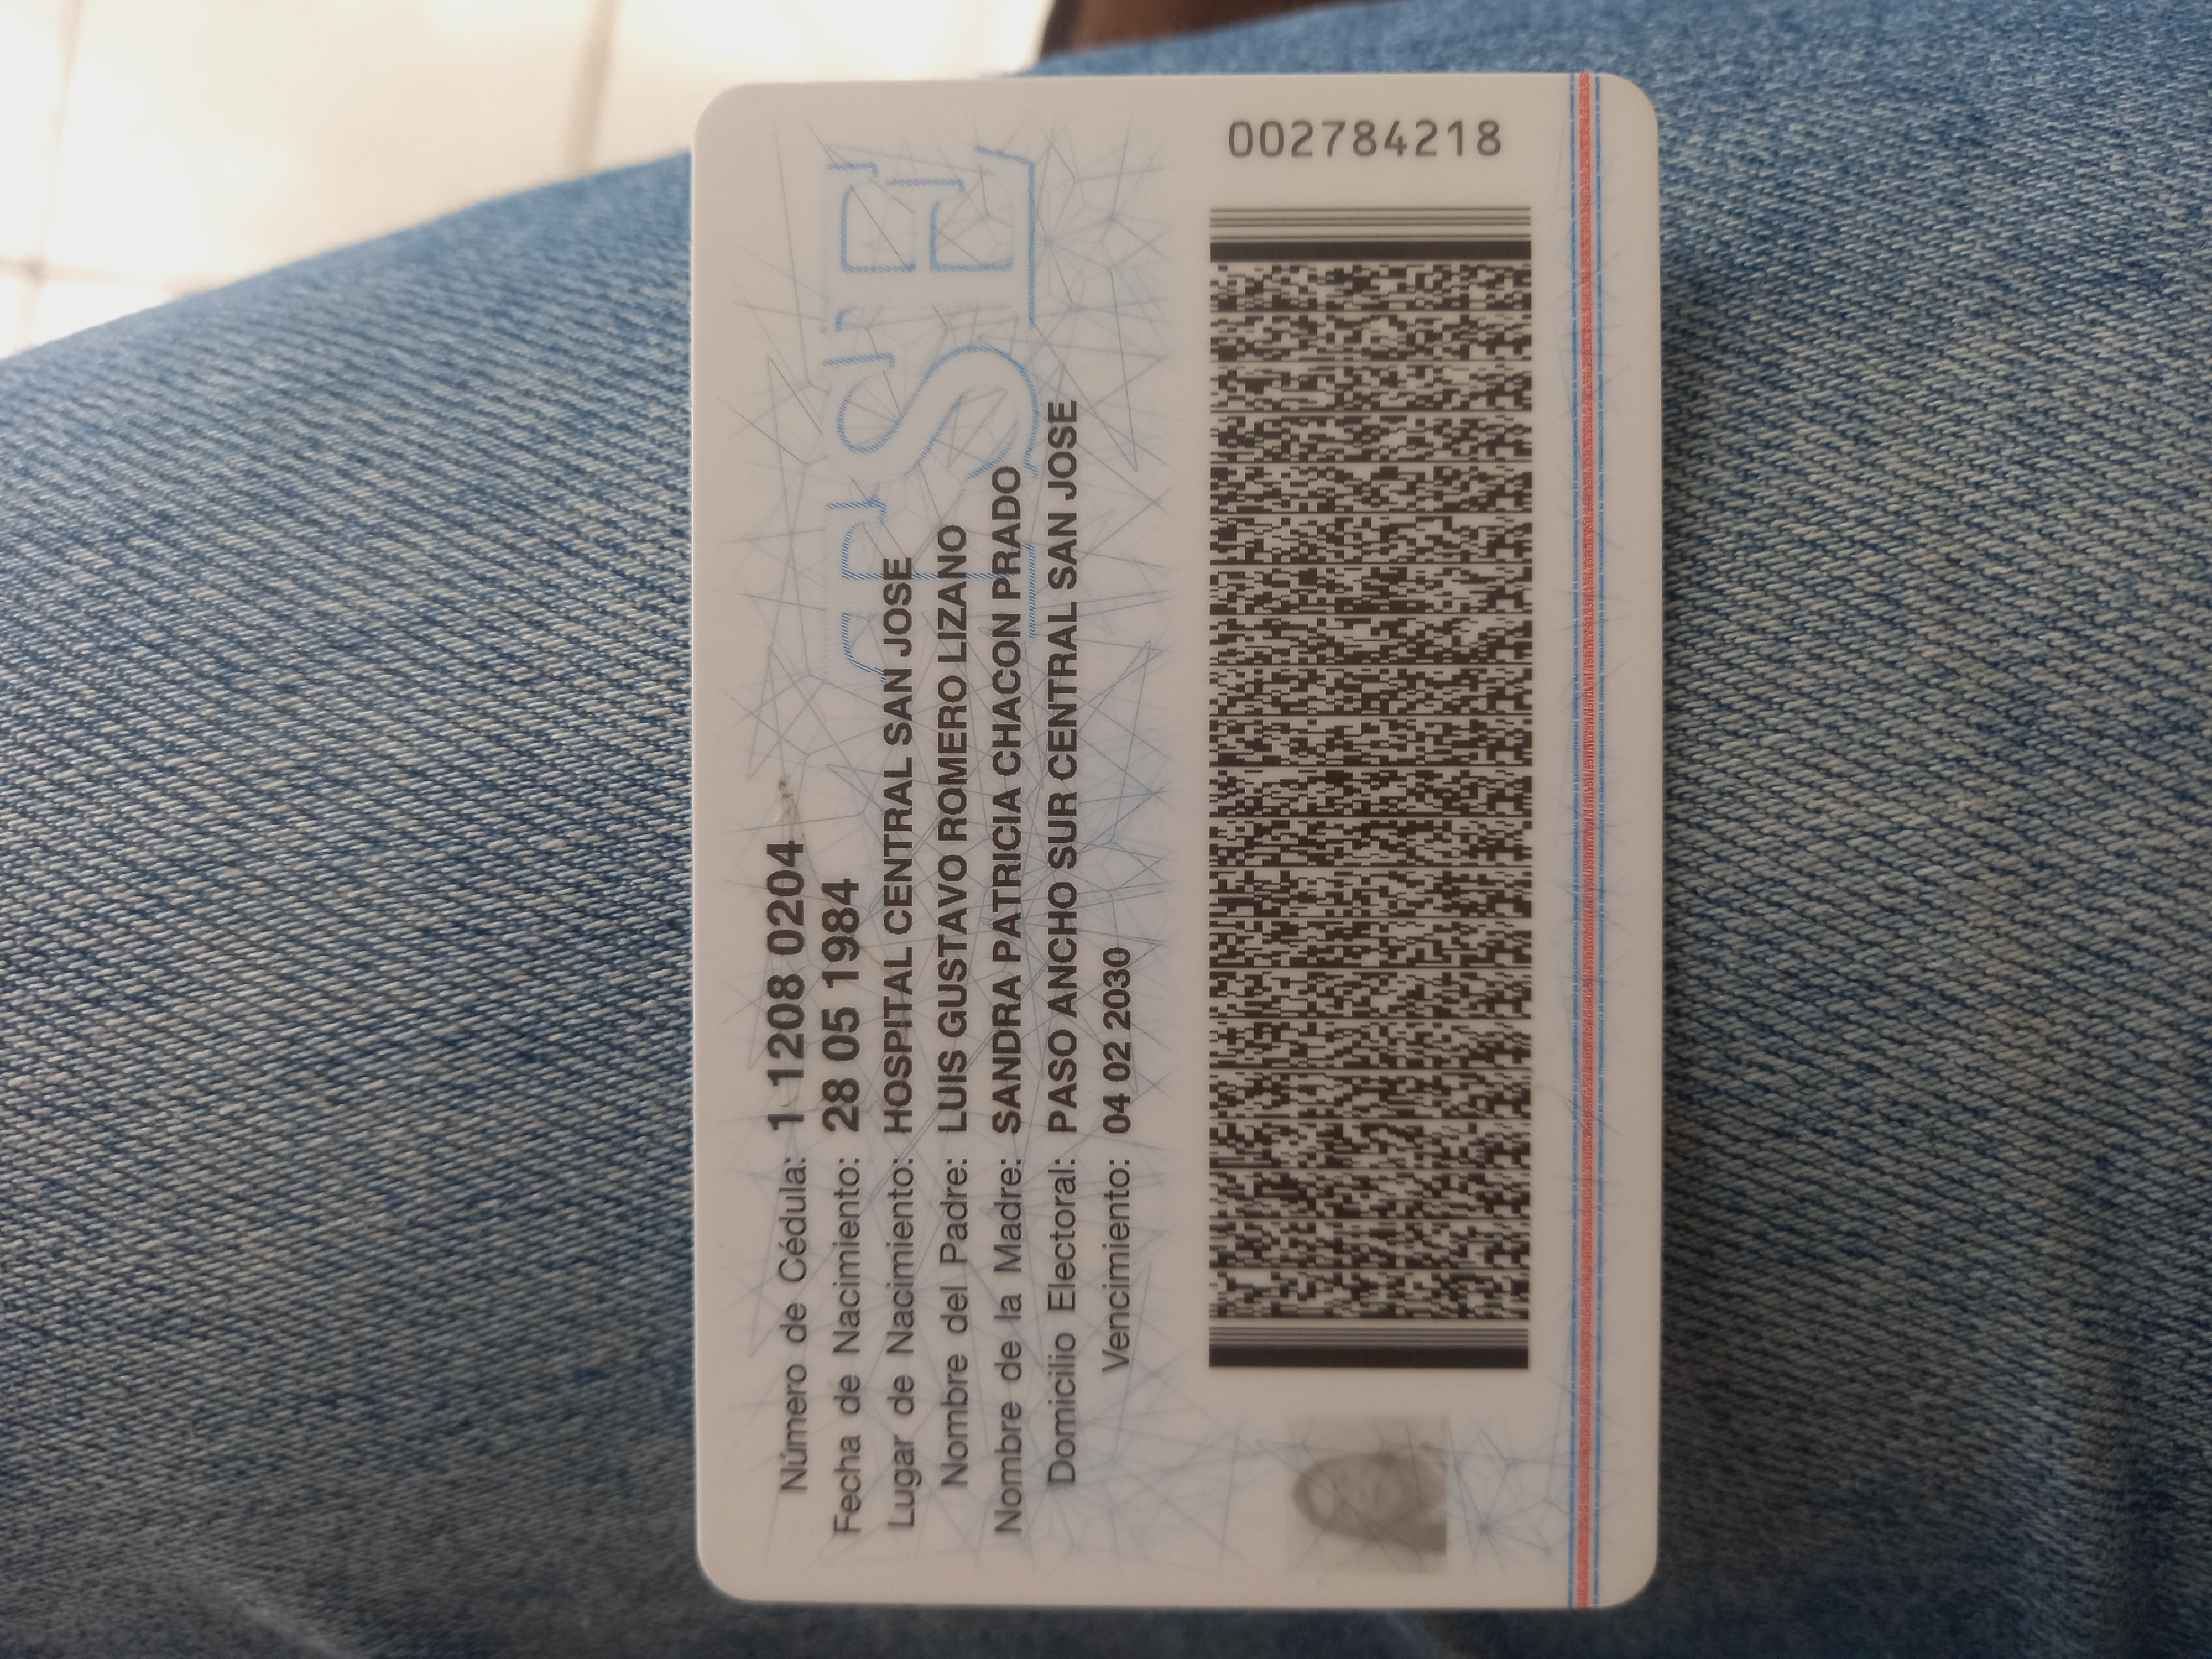 Número de Cédula: 1 1208 0204
Fecha de Nacimiento: 28 05 1984
Lugar de Nacimiento: HOSPITAL CENTRAL SAN JOSE
Nombre del Padre: LUIS GUSTAVO ROMERO LIZANO
Nombre de la Madre: SANDRA PATRICIA CHACON PRADO
Domicilio Electoral: PASO ANCHO SUR CENTRAL SAN JOSE
Vencimiento: 04 02 2030
TSE
002784218